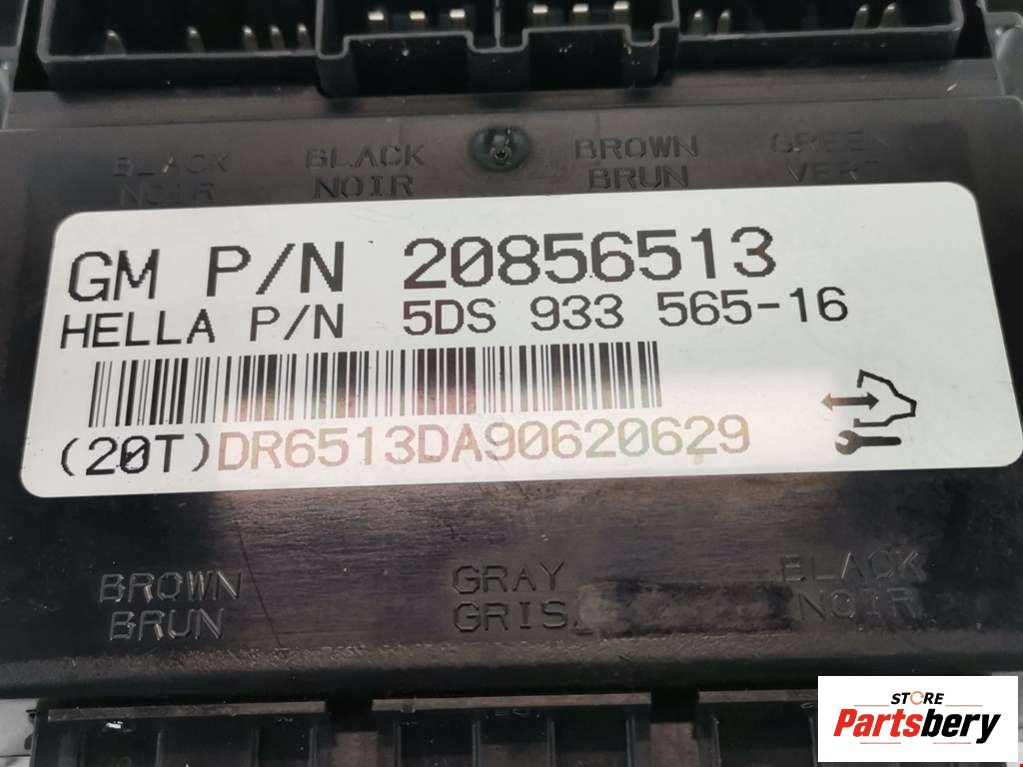 BLACK BLACK BROWN GREEN
NOIR NOIR BRUN VERT
GM P/N 20856513
HELLA P/N 5DS 933 565-16
(20T)DR6513DA90620629
BROWN GRAY BLACK
BRUN GRIS NOIR
STORE
Partsbery